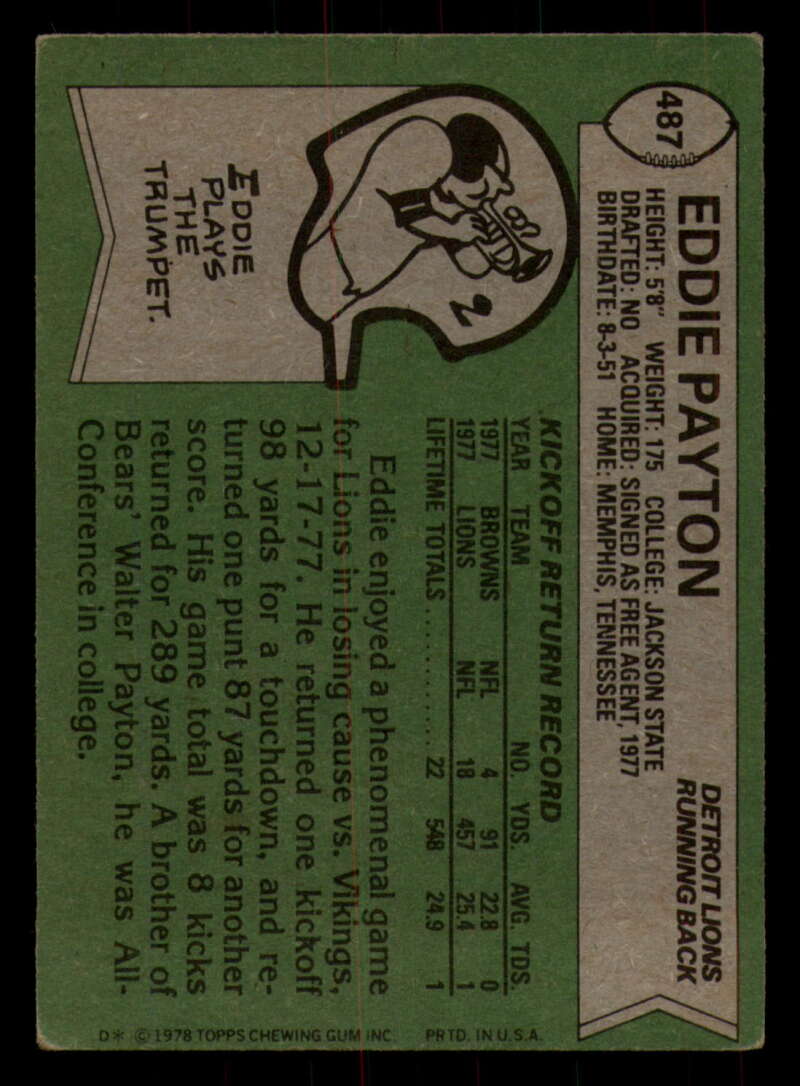 487
EDDIE PAYTON
DETROIT LIONS
RUNNING BACK
HEIGHT: 5'8" WEIGHT: 175 COLLEGE: JACKSON STATE
DRAFTED: NO ACQUIRED: SIGNED AS FREE AGENT, 1977
BIRTHDATE: 8-3-51 HOME: MEMPHIS, TENNESSEE
2
EDDIE
PLAYS
THE
TRUMPET.
KICKOFF RETURN RECORD
YEAR TEAM NO. YDS. AVG. TDS.
1977 BROWNS NFL 4 91 22.8 0
1977 LIONS NFL 18 457 25.4 1
LIFETIME TOTALS ......... 22 548 24.9 1
Eddie enjoyed a phenomenal game
for Lions in losing cause vs. Vikings,
12-17-77. He returned one kickoff
98 yards for a touchdown, and re-
turned one punt 87 yards for another
score. His game total was 8 kicks
returned for 289 yards. A brother of
Bears' Walter Payton, he was All-
Conference in college.
D* © 1978 TOPPS CHEWING GUM INC. PRTD. IN U.S.A.